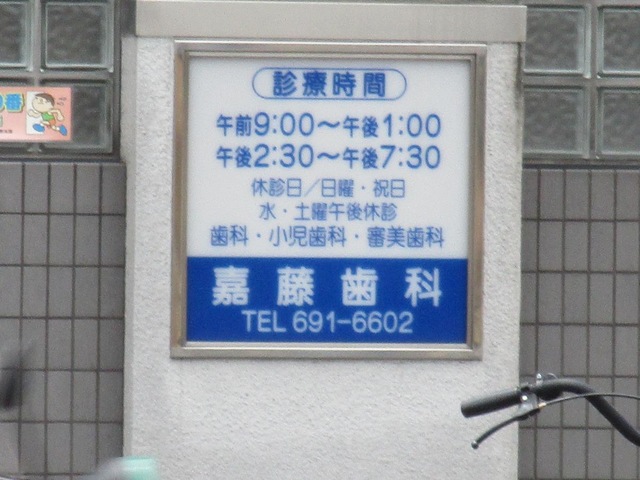 診療時間
午前9:00〜午後1:00
午後2:30〜午後7:30
休診日／日曜・祝日
水・土曜午後休診
歯科・小児歯科・審美歯科
嘉藤歯科
TEL 691-6602
番